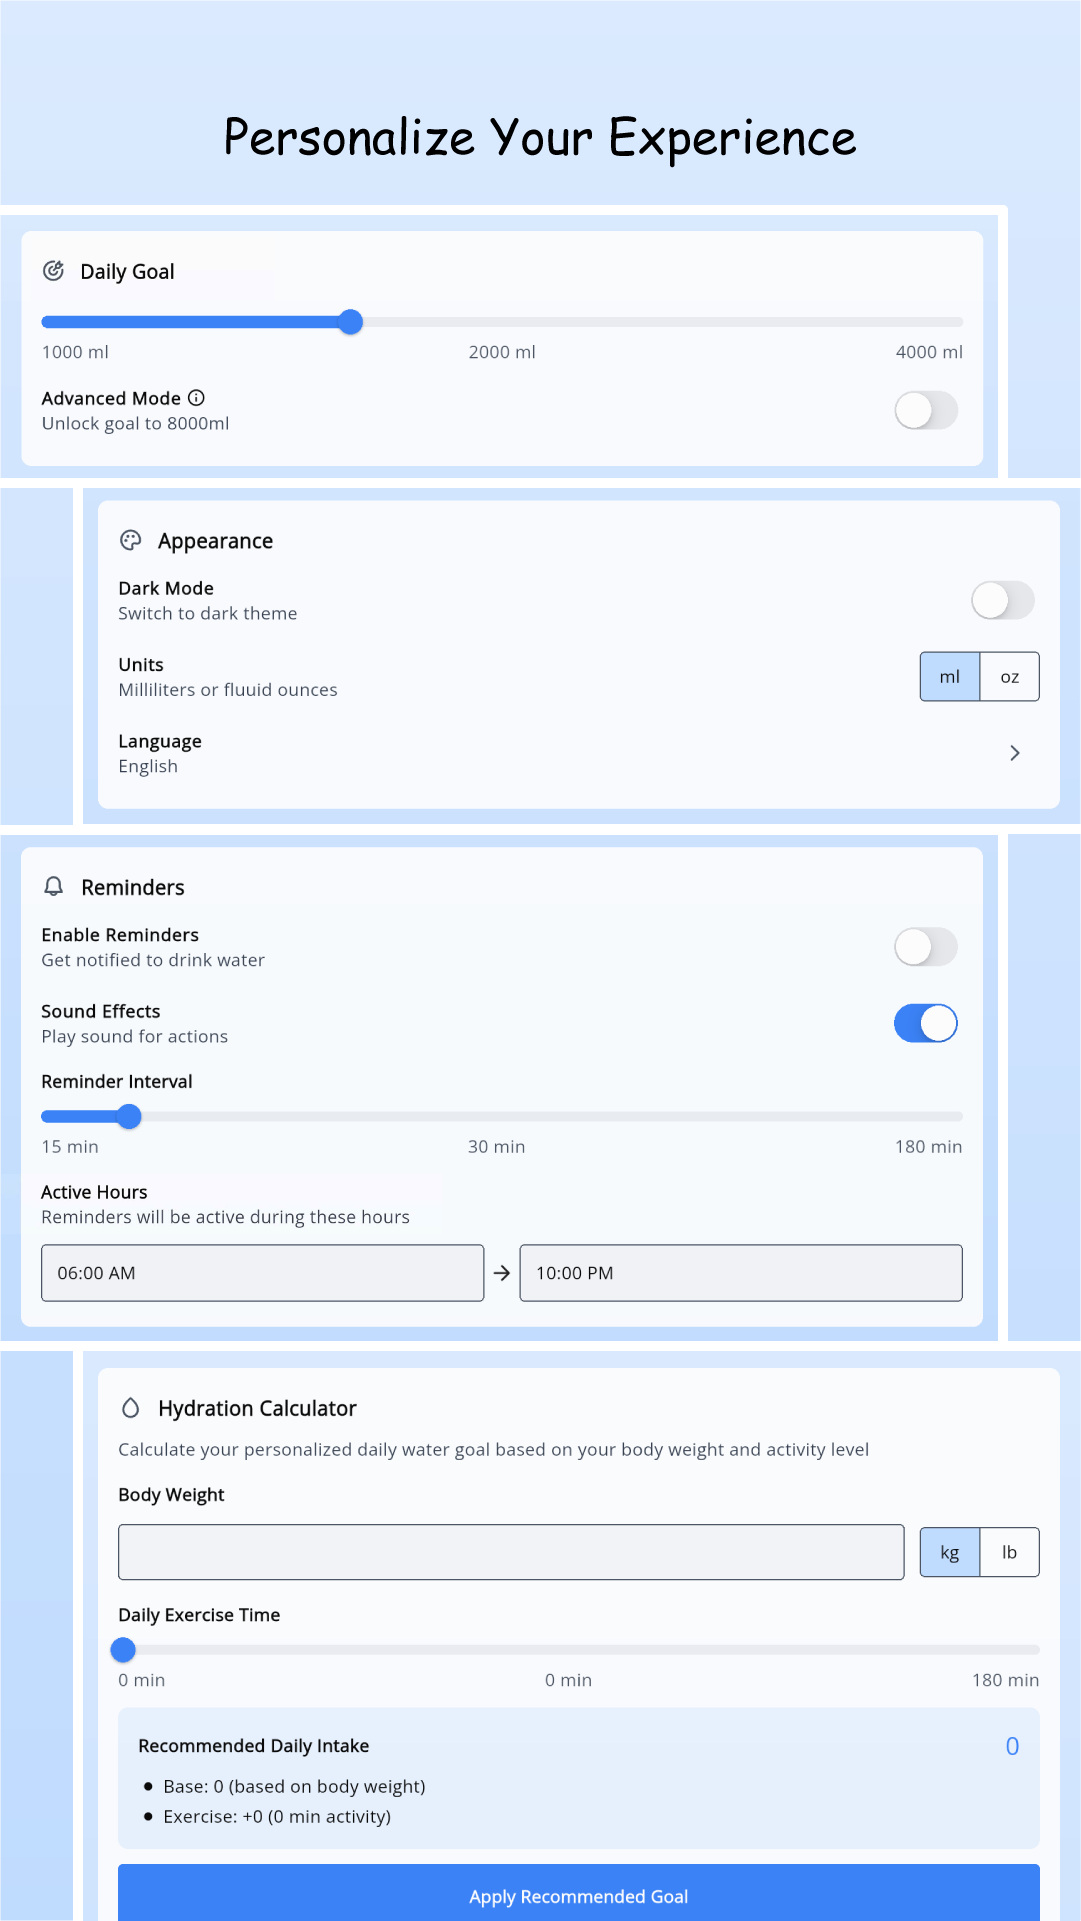 Personalize Your Experience
Daily Goal
1000 ml 2000 ml 4000 ml
Advanced Mode
Unlock goal to 8000ml
Appearance
Dark Mode
Switch to dark theme
Units
Milliliters or fluuid ounces
ml oz
Language
English
Reminders
Enable Reminders
Get notified to drink water
Sound Effects
Play sound for actions
Reminder Interval
15 min 30 min 180 min
Active Hours
Reminders will be active during these hours
06:00 AM → 10:00 PM
Hydration Calculator
Calculate your personalized daily water goal based on your body weight and activity level
Body Weight
kg lb
Daily Exercise Time
0 min 0 min 180 min
Recommended Daily Intake 0
• Base: 0 (based on body weight)
• Exercise: +0 (0 min activity)
Apply Recommended Goal